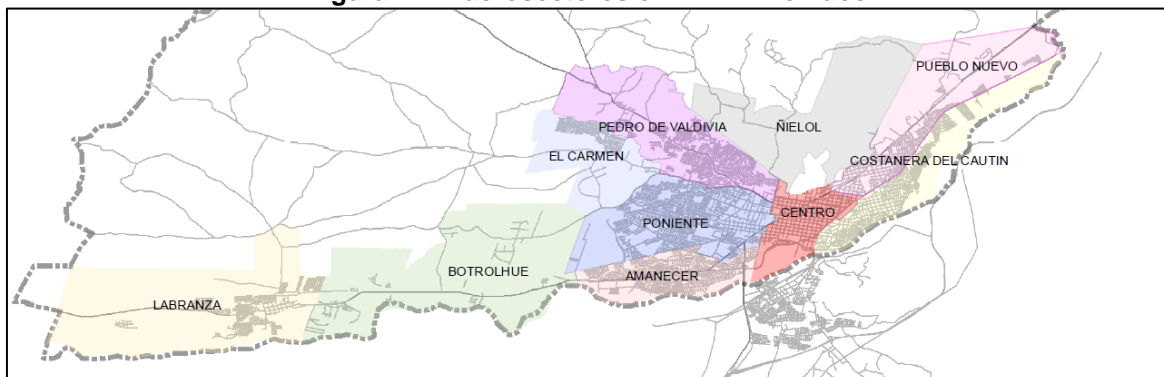 PUEBLO NUEVO
PEDRO DE VALDIVIA
ÑIELOL
EL CARMEN
COSTANERA DEL CAUTIN
CENTRO
PONIENTE
BOTROLHUE
AMANECER
LABRANZA